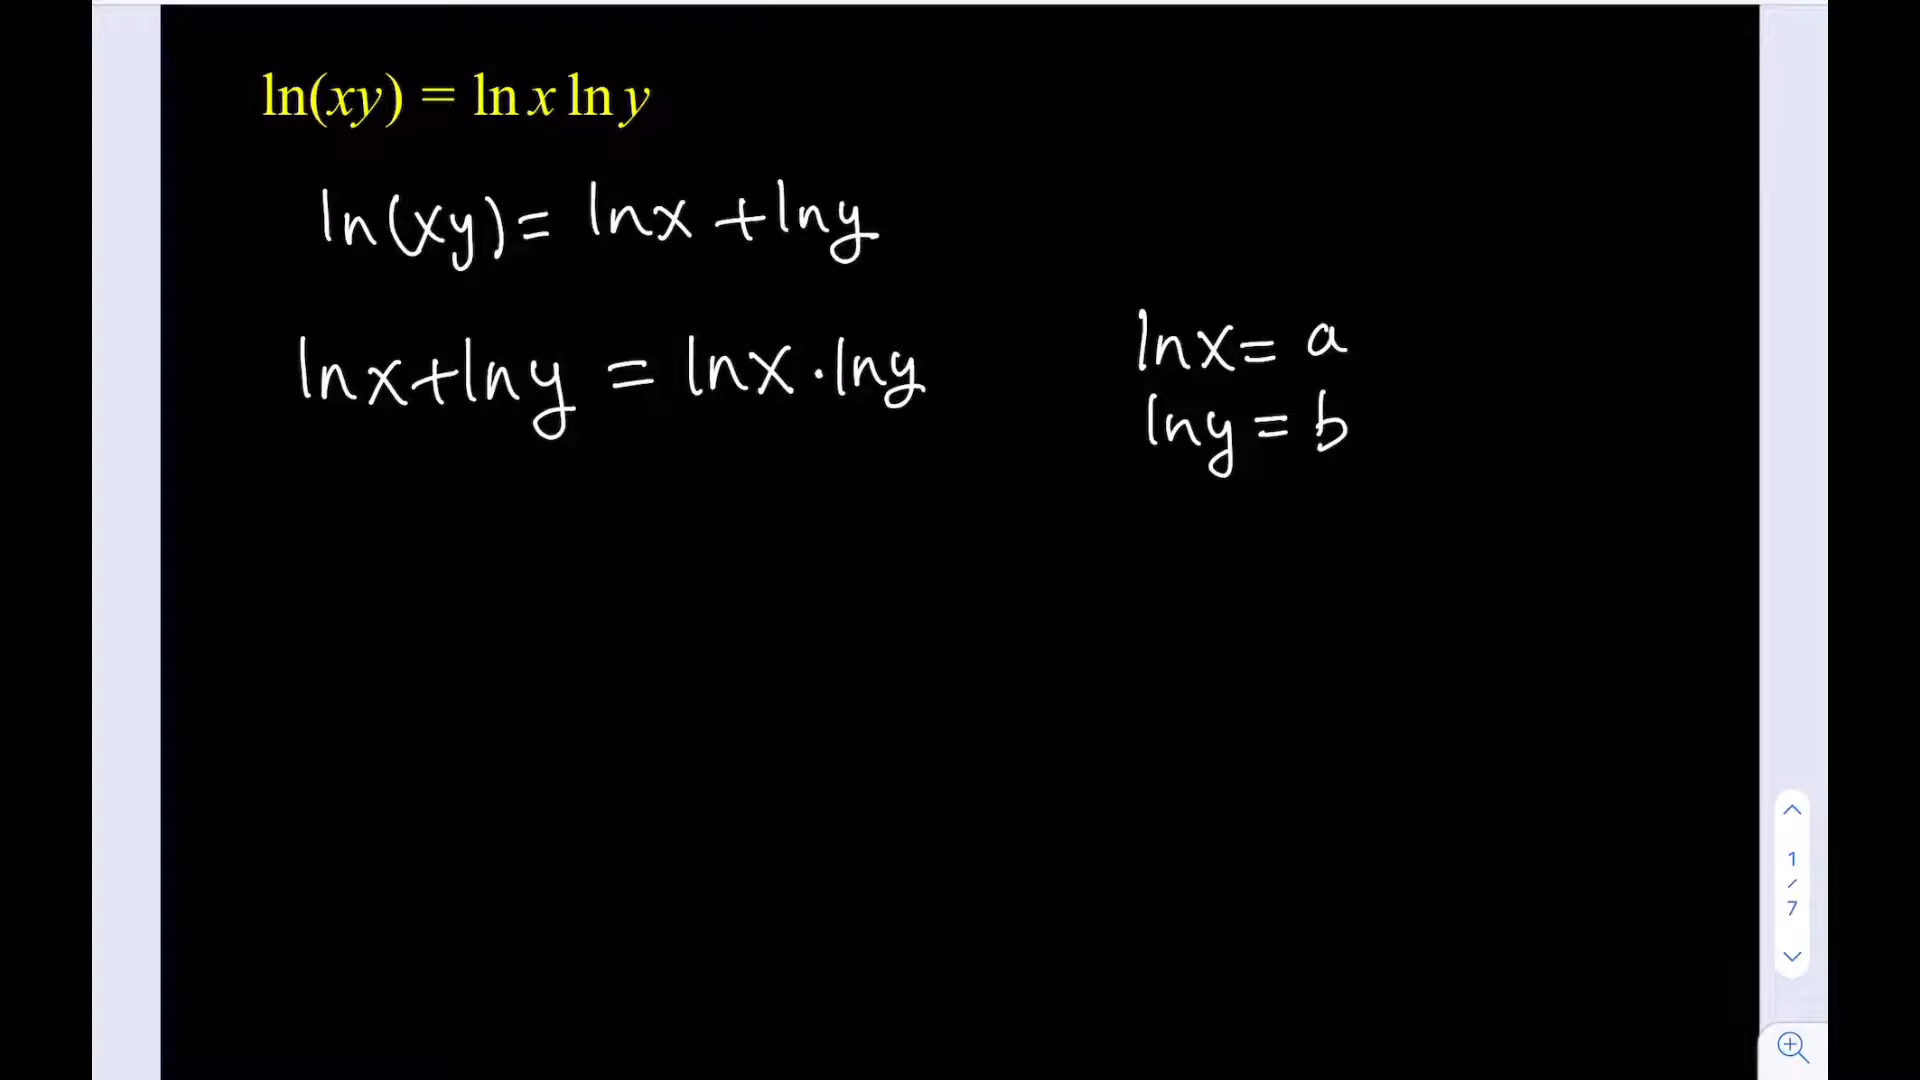 ln(xy) = ln x ln y
ln(xy) = lnx + lny
lnx + lny = lnx · lny
lnx = a
lny = b
1
/
7